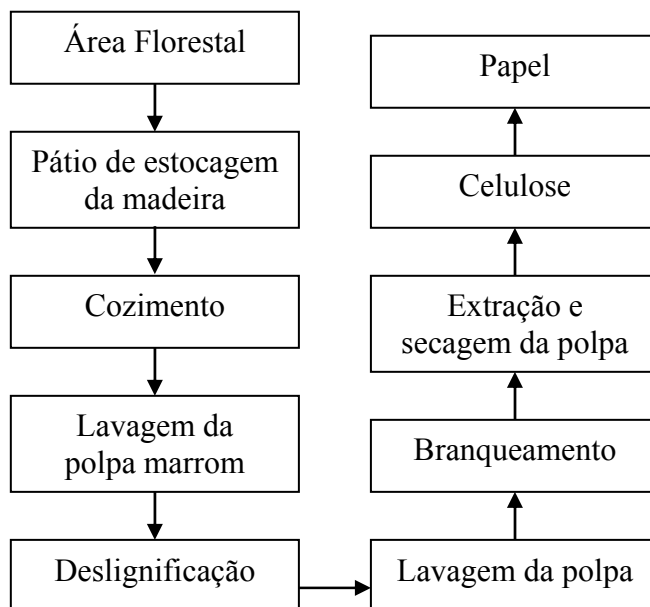 Área Florestal
Pátio de estocagem
da madeira
Cozimento
Lavagem da
polpa marrom
Deslignificação
Lavagem da polpa
Branqueamento
Extração e
secagem da polpa
Celulose
Papel